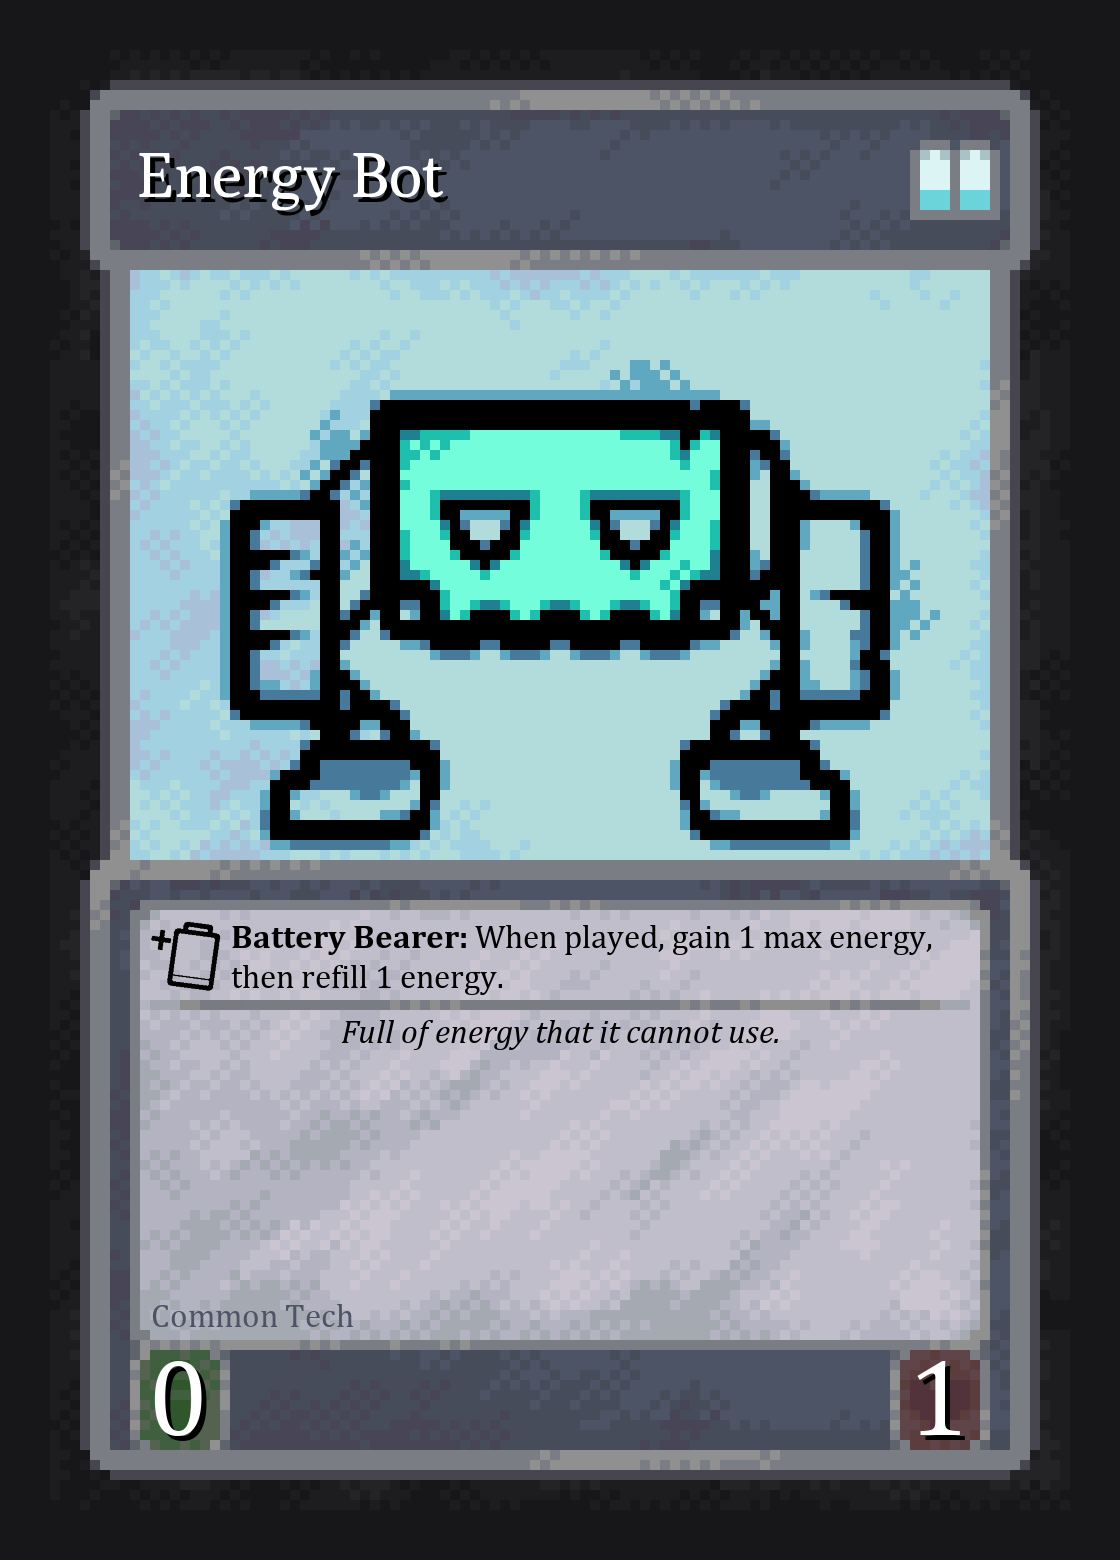 Energy Bot
Battery Bearer: When played, gain 1 max energy,
then refill 1 energy.
Full of energy that it cannot use.
Common Tech
0
1